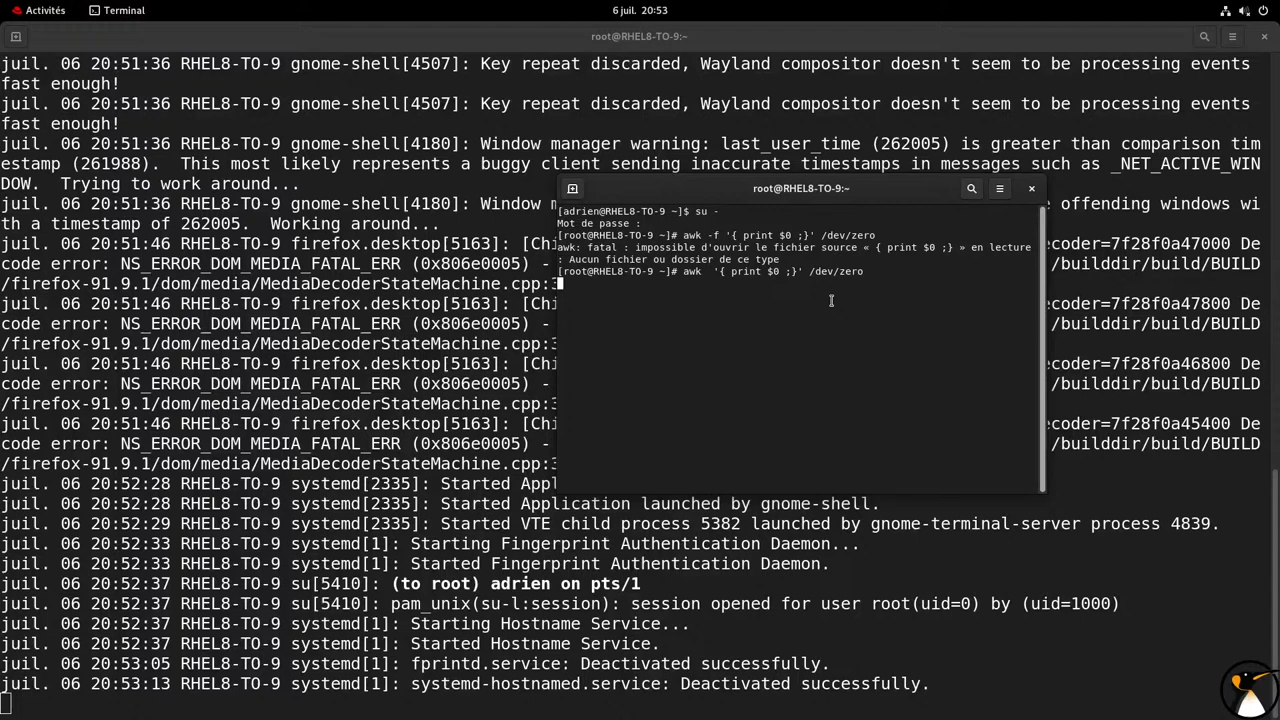 Activités
Terminal
6 juil. 20:53
root@RHEL8-TO-9:~
juil. 06 20:51:36 RHEL8-TO-9 gnome-shell[4507]: Key repeat discarded, Wayland compositor doesn't seem to be processing events
fast enough!
juil. 06 20:51:36 RHEL8-TO-9 gnome-shell[4507]: Key repeat discarded, Wayland compositor doesn't seem to be processing events
fast enough!
juil. 06 20:51:36 RHEL8-TO-9 gnome-shell[4180]: Window manager warning: last_user_time (262005) is greater than comparison tim
estamp (261988).  This most likely represents a buggy client sending inaccurate timestamps in messages such as _NET_ACTIVE_WIN
DOW.  Trying to work around...
juil. 06 20:51:36 RHEL8-TO-9 gnome-shell[4180]: Window m
e offending windows wi
th a timestamp of 262005.  Working around...
juil. 06 20:51:46 RHEL8-TO-9 firefox.desktop[5163]: [Ch
coder=7f28f0a46400 De
code error: NS_ERROR_DOM_MEDIA_FATAL_ERR (0x806e0005) -
/builddir/build/BUILD
/firefox-91.9.1/dom/media/MediaDecoderStateMachine.cpp:3
juil. 06 20:51:46 RHEL8-TO-9 firefox.desktop[5163]: [Chi
ecoder=7f28f0a47800 De
code error: NS_ERROR_DOM_MEDIA_FATAL_ERR (0x806e0005) -
/builddir/build/BUILD
/firefox-91.9.1/dom/media/MediaDecoderStateMachine.cpp:3
juil. 06 20:51:46 RHEL8-TO-9 firefox.desktop[5163]: [Chi
ecoder=7f28f0a46800 De
code error: NS_ERROR_DOM_MEDIA_FATAL_ERR (0x806e0005) -
/builddir/build/BUILD
/firefox-91.9.1/dom/media/MediaDecoderStateMachine.cpp:3
juil. 06 20:51:46 RHEL8-TO-9 firefox.desktop[5163]: [Chi
ecoder=7f28f0a45400 De
code error: NS_ERROR_DOM_MEDIA_FATAL_ERR (0x806e0005) -
/builddir/build/BUILD
/firefox-91.9.1/dom/media/MediaDecoderStateMachine.cpp:3
juil. 06 20:52:28 RHEL8-TO-9 systemd[2335]: Started Appl
juil. 06 20:52:28 RHEL8-TO-9 systemd[2335]: Started Application launched by gnome-shell.
juil. 06 20:52:29 RHEL8-TO-9 systemd[2335]: Started VTE child process 5382 launched by gnome-terminal-server process 4839.
juil. 06 20:52:33 RHEL8-TO-9 systemd[1]: Starting Fingerprint Authentication Daemon...
juil. 06 20:52:33 RHEL8-TO-9 systemd[1]: Started Fingerprint Authentication Daemon.
juil. 06 20:52:37 RHEL8-TO-9 su[5410]: (to root) adrien on pts/1
juil. 06 20:52:37 RHEL8-TO-9 su[5410]: pam_unix(su-l:session): session opened for user root(uid=0) by (uid=1000)
juil. 06 20:52:37 RHEL8-TO-9 systemd[1]: Starting Hostname Service...
juil. 06 20:52:37 RHEL8-TO-9 systemd[1]: Started Hostname Service.
juil. 06 20:53:05 RHEL8-TO-9 systemd[1]: fprintd.service: Deactivated successfully.
juil. 06 20:53:13 RHEL8-TO-9 systemd[1]: systemd-hostnamed.service: Deactivated successfully.
root@RHEL8-TO-9:~
[adrien@RHEL8-TO-9 ~]$ su -
Mot de passe :
[root@RHEL8-TO-9 ~]# awk -f '{ print $0 ;}' /dev/zero
awk: fatal : impossible d'ouvrir le fichier source « { print $0 ;} » en lecture
: Aucun fichier ou dossier de ce type
[root@RHEL8-TO-9 ~]# awk  '{ print $0 ;}' /dev/zero